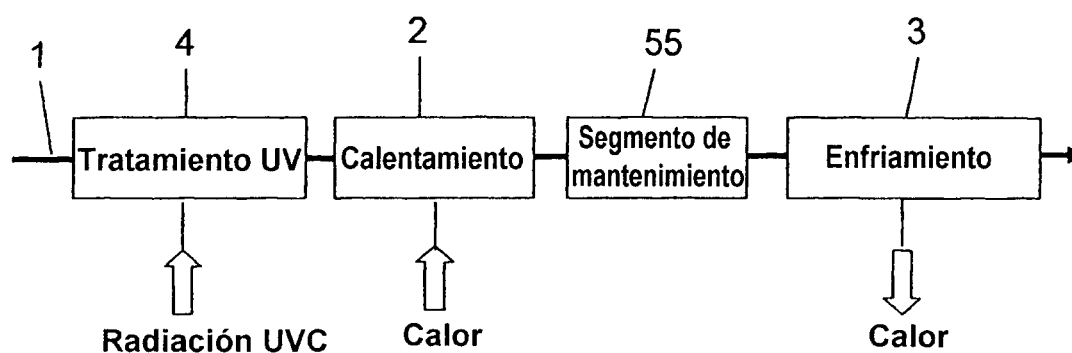 1
4
2
55
3
Tratamiento UV
Calentamiento
Segmento de
mantenimiento
Enfriamiento
Radiación UVC
Calor
Calor